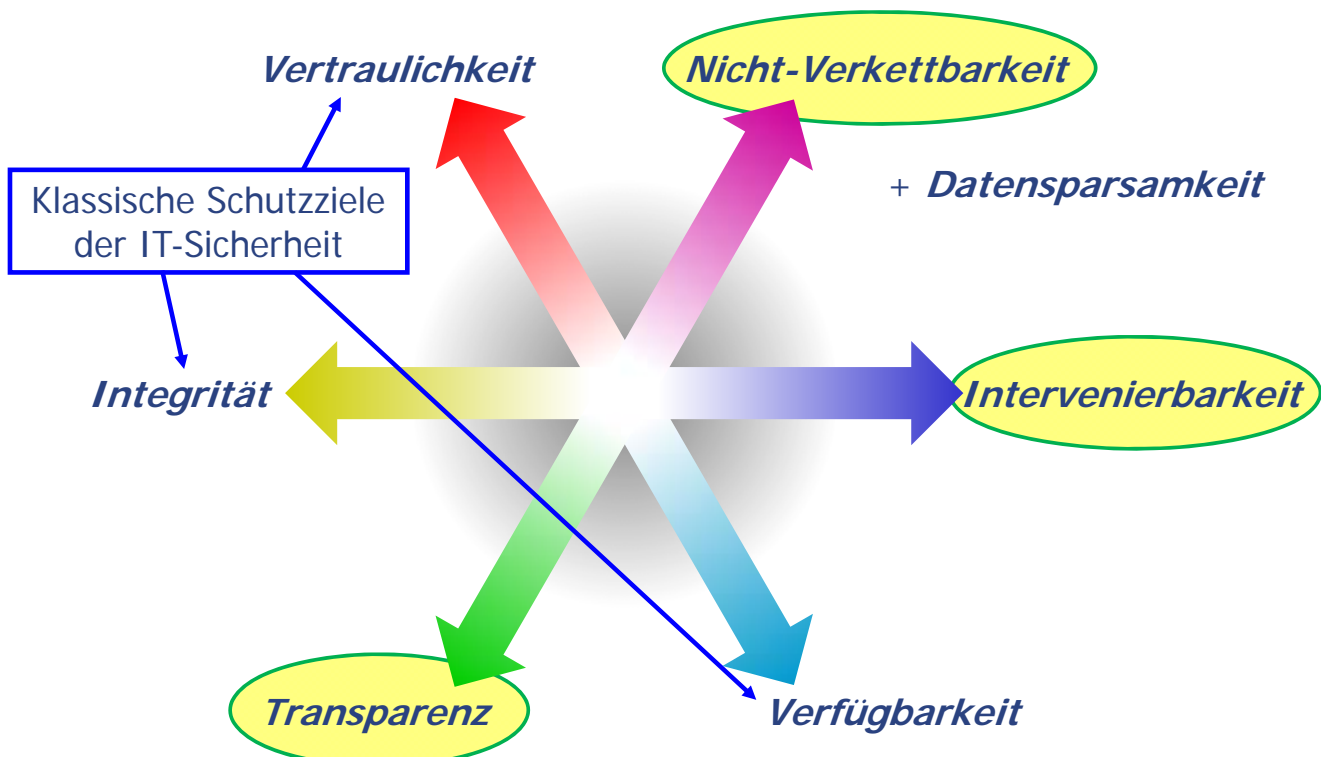 Vertraulichkeit
Nicht-Verkettbarkeit
+ Datensparsamkeit
Klassische Schutzziele
der IT-Sicherheit
Integrität
Intervenierbarkeit
Transparenz
Verfügbarkeit